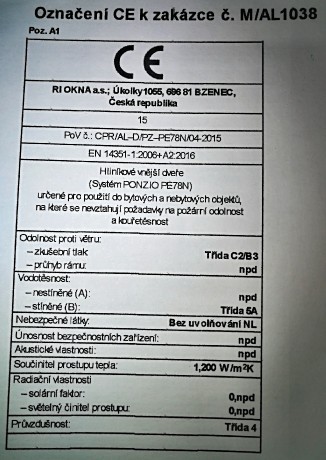 Označení CE k zakázce č. M/AL1038
Poz. A1
CE
RI OKNA a.s.; Úkolky 1055, 696 81 BZENEC,
Česká republika
15
PoV č.: CPR/AL–D/PZ–PE78N/04-2015
EN 14351-1:2006+A2:2016
Hliníkové vnější dveře
(Systém PONZIO PE78N)
určené pro použití do bytových a nebytových objektů,
na které se nevztahují požadavky na požární odolnost
a kouřetěsnost
Odolnost proti větru:
– zkušební tlak Třída C2/B3
– průhyb rámu: npd
Vodotěsnost:
– nestíněné (A): npd
– stíněné (B): Třída 5A
Nebezpečné látky: Bez uvolňování NL
Únosnost bezpečnostních zařízení: npd
Akustické vlastnosti: npd
Součinitel prostupu tepla: 1,200 W/m²K
Radiační vlastnosti
– solární faktor: 0,npd
– světelný činitel prostupu: 0,npd
Průvzdušnost: Třída 4